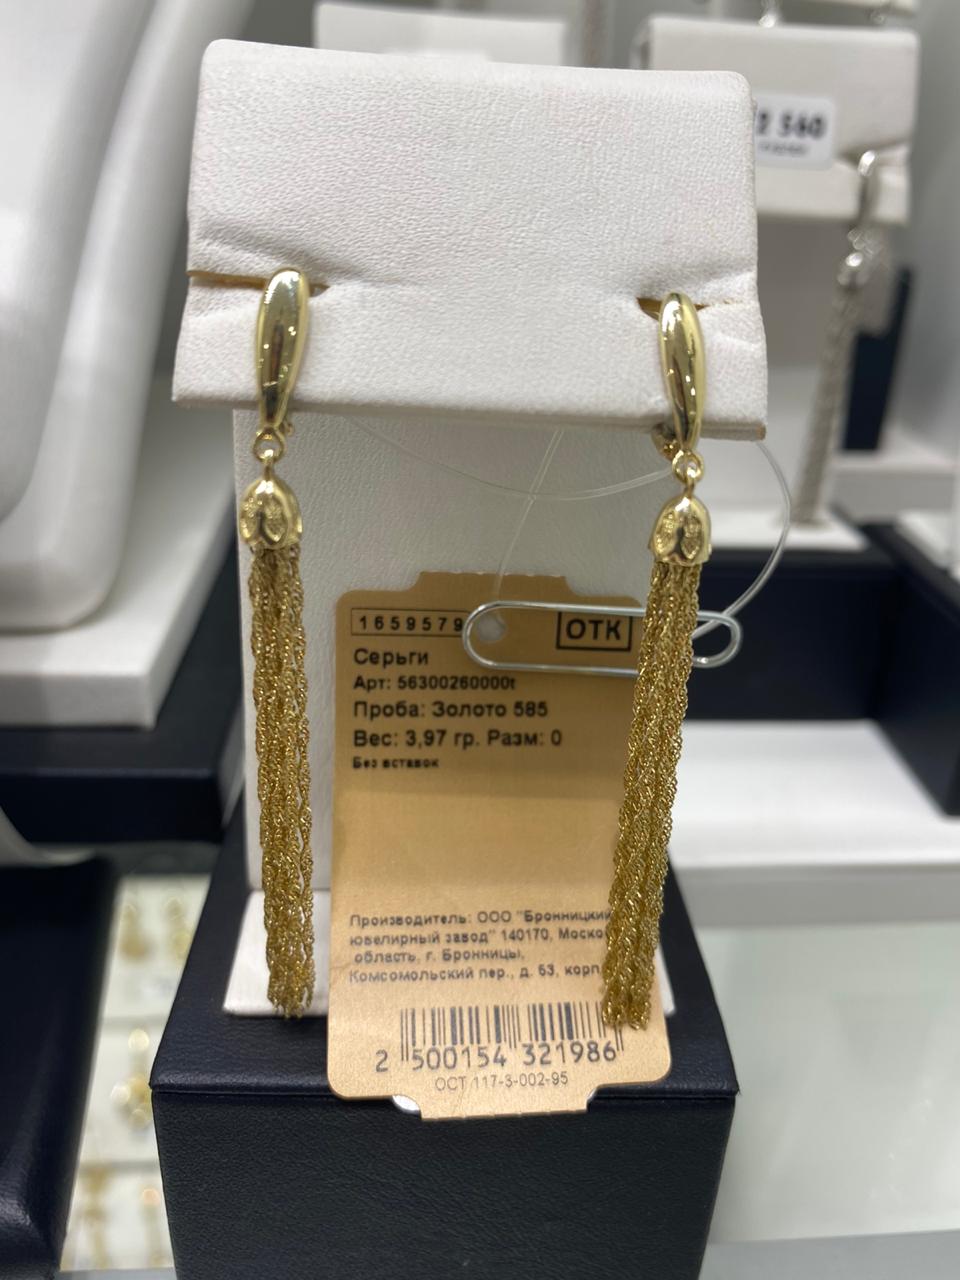 2 560
1659579
ОТК
Серьги
Арт: 56300260000t
Проба: Золото 585
Вес: 3,97 гр. Разм: 0
Без вставок
Производитель: ООО "Бронницкий
ювелирный завод" 140170, Моско
область, г. Бронницы,
Комсомольский пер., д. 63, корп.
2 500154 321986
ОСТ 117-3-002-95